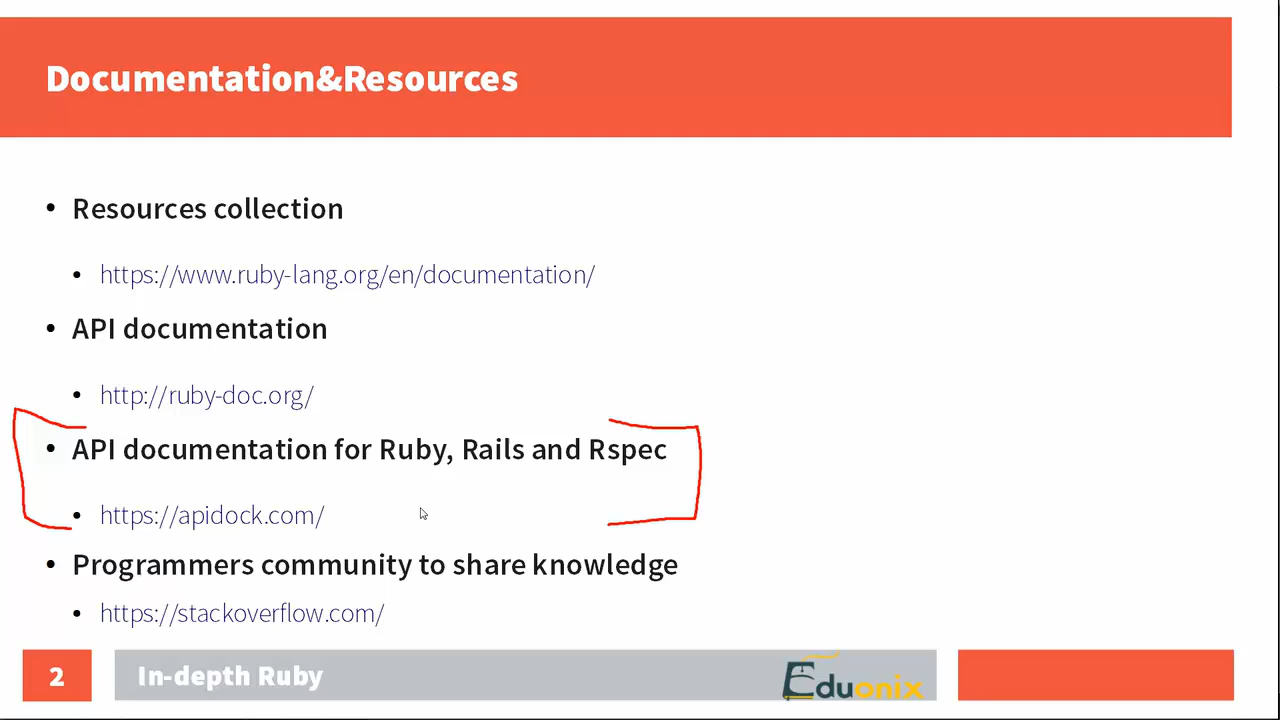 Documentation&Resources
• Resources collection
• https://www.ruby-lang.org/en/documentation/
• API documentation
• http://ruby-doc.org/
• API documentation for Ruby, Rails and Rspec
• https://apidock.com/
• Programmers community to share knowledge
• https://stackoverflow.com/
2 In-depth Ruby Eduonix